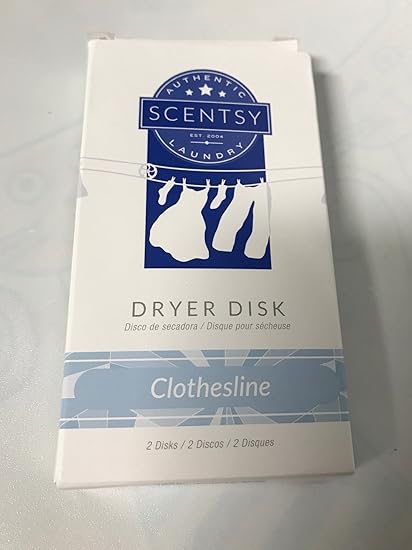 AUTHENTIC
SCENTSY
EST. 2004
LAUNDRY
DRYER DISK
Disco de secadora / Disque pour sécheuse
Clothesline
2 Disks / 2 Discos / 2 Disques